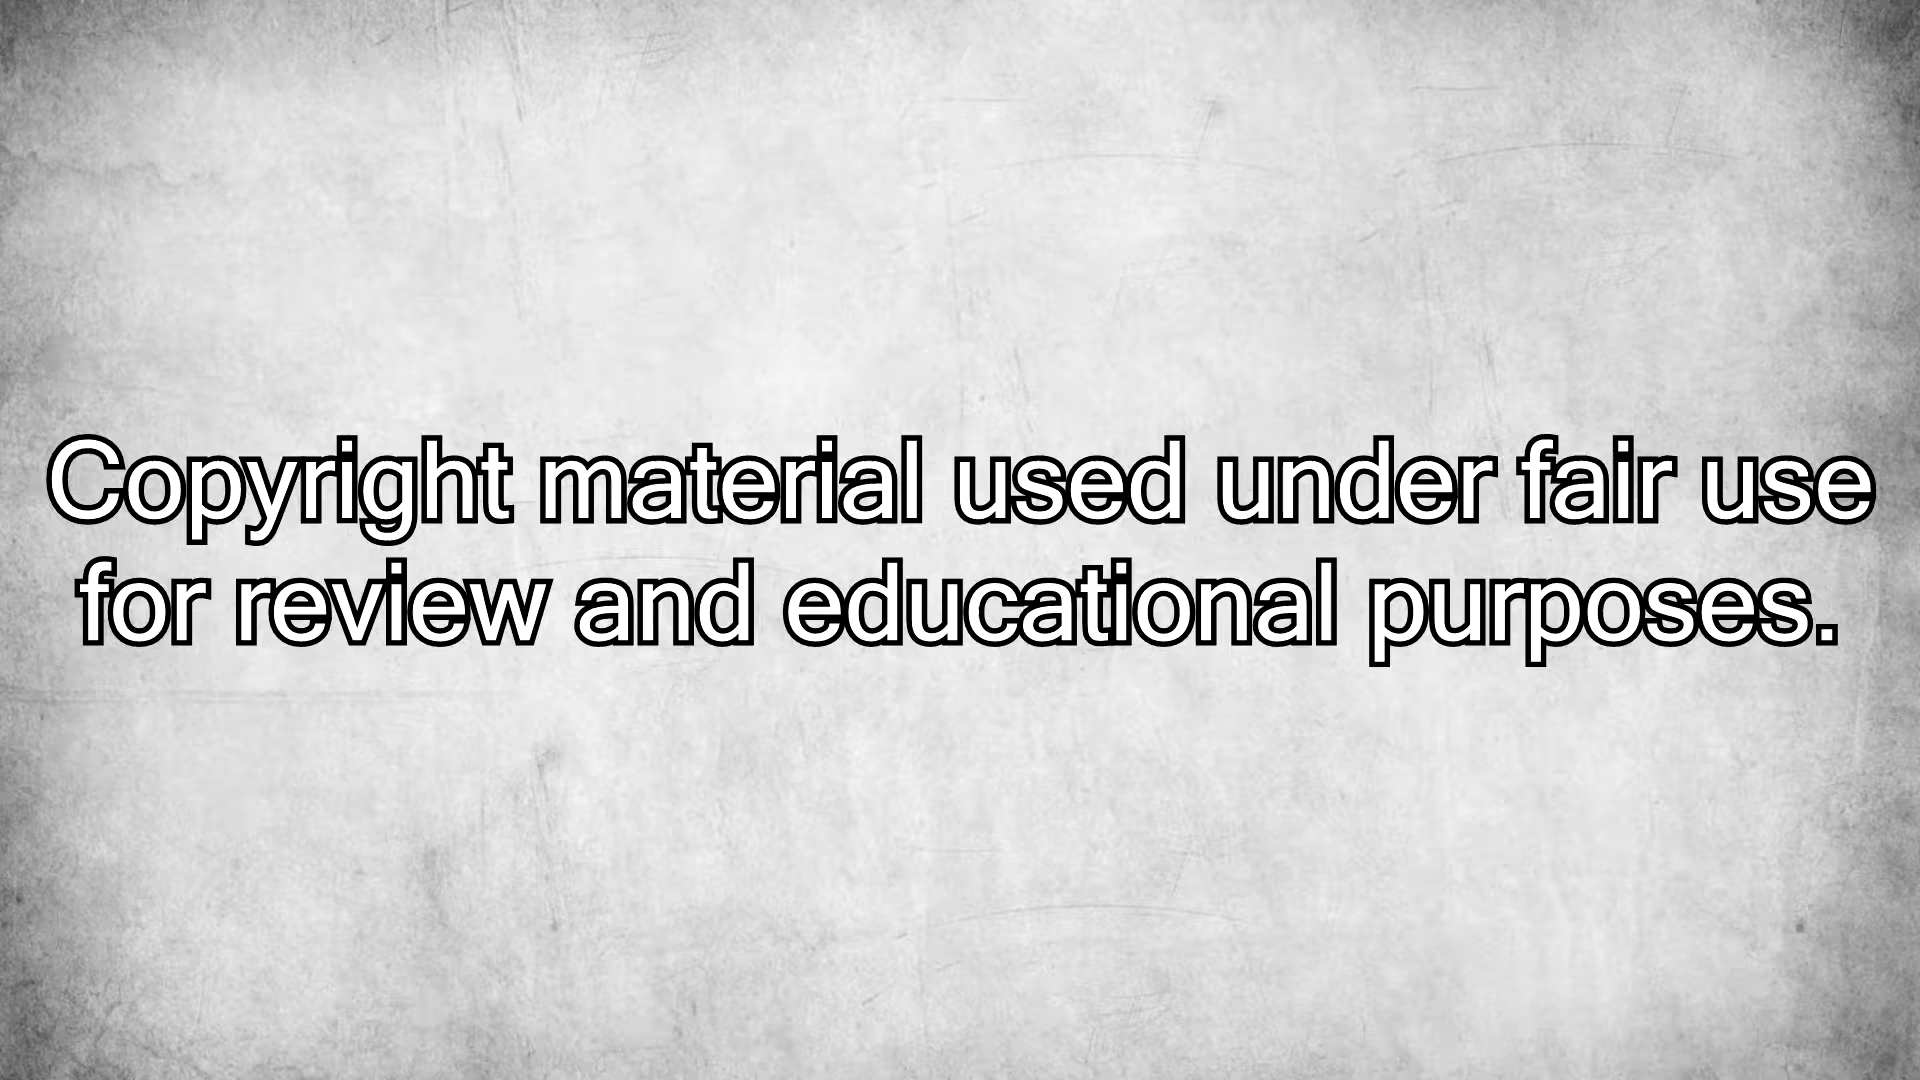 Copyright material used under fair use
for review and educational purposes.